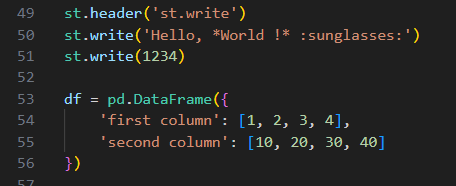 49 st.header('st.write')
50 st.write('Hello, *World !* :sunglasses:')
51 st.write(1234)
52
53 df = pd.DataFrame({
54     'first column': [1, 2, 3, 4],
55     'second column': [10, 20, 30, 40]
56 })
57